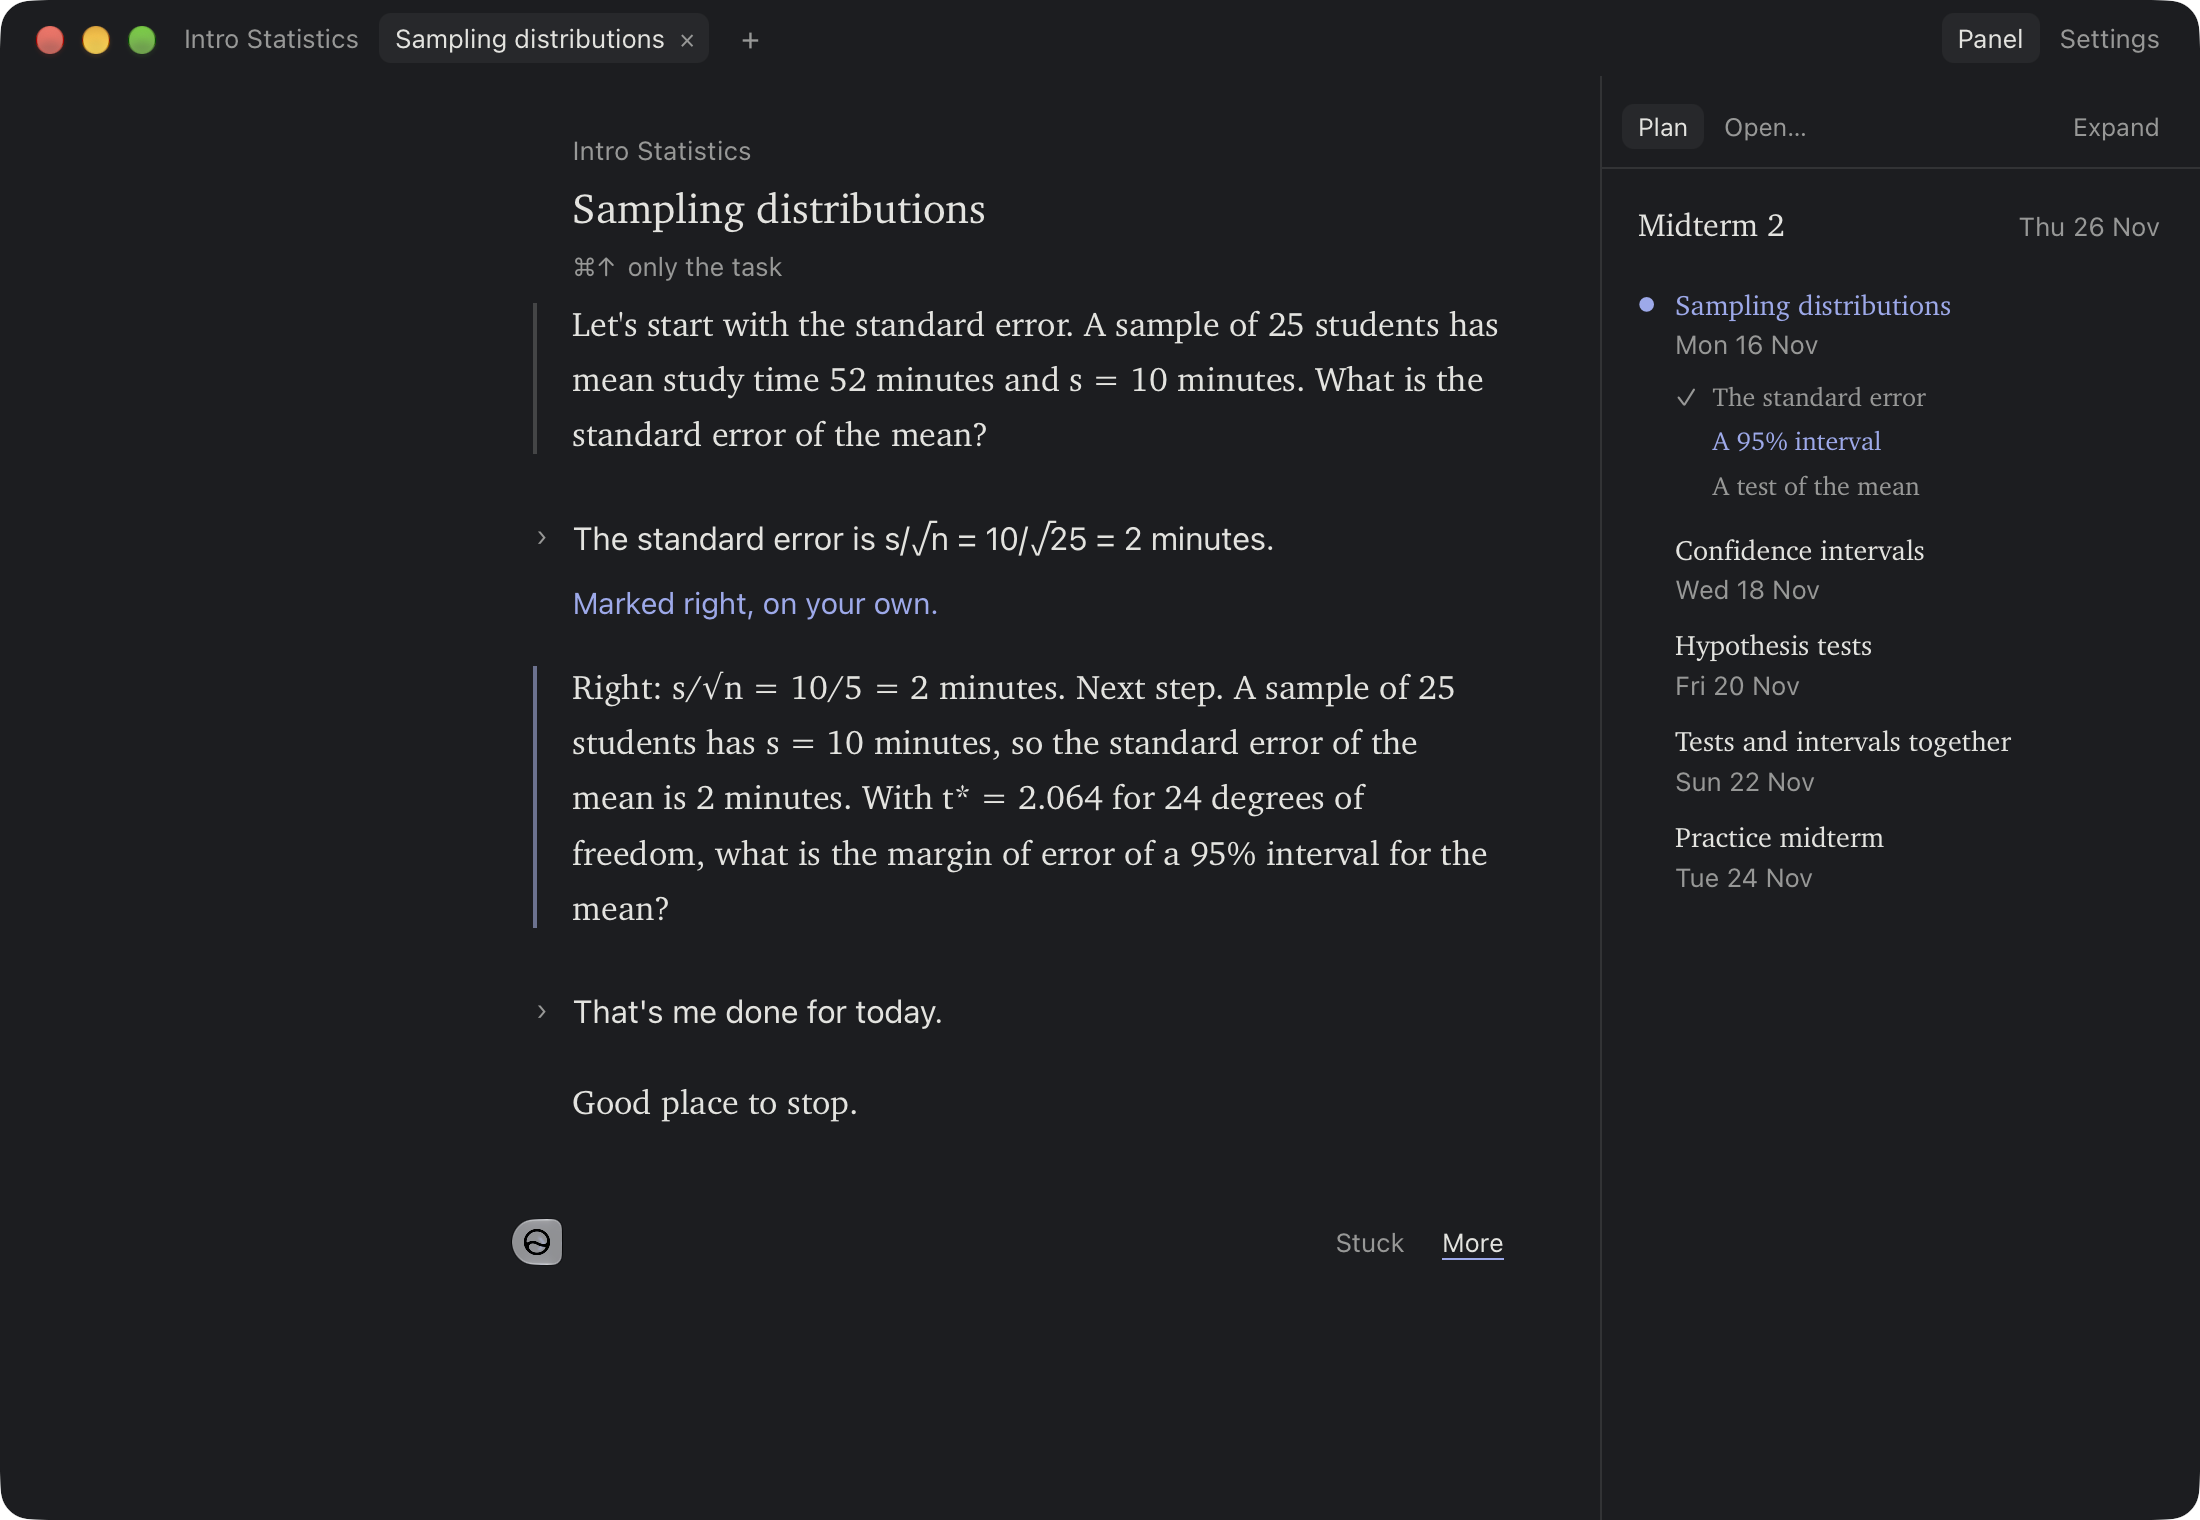 Intro Statistics
Sampling distributions ×
+
Panel
Settings
Intro Statistics
Sampling distributions
⌘↑ only the task
Let's start with the standard error. A sample of 25 students has
mean study time 52 minutes and s = 10 minutes. What is the
standard error of the mean?
› The standard error is s/√n = 10/√25 = 2 minutes.
Marked right, on your own.
Right: s/√n = 10/5 = 2 minutes. Next step. A sample of 25
students has s = 10 minutes, so the standard error of the
mean is 2 minutes. With t* = 2.064 for 24 degrees of
freedom, what is the margin of error of a 95% interval for the
mean?
› That's me done for today.
Good place to stop.
Stuck
More
Plan
Open...
Expand
Midterm 2
Thu 26 Nov
Sampling distributions
Mon 16 Nov
✓ The standard error
A 95% interval
A test of the mean
Confidence intervals
Wed 18 Nov
Hypothesis tests
Fri 20 Nov
Tests and intervals together
Sun 22 Nov
Practice midterm
Tue 24 Nov